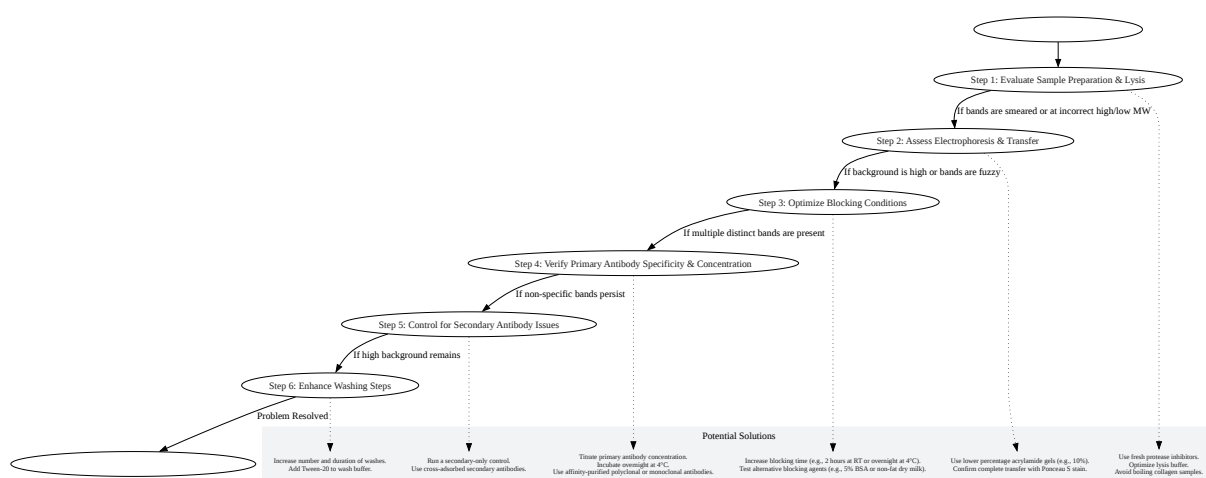 Step 1: Evaluate Sample Preparation & Lysis
If bands are smeared or at incorrect high/low MW
Step 2: Assess Electrophoresis & Transfer
If background is high or bands are fuzzy
Step 3: Optimize Blocking Conditions
If multiple distinct bands are present
Step 4: Verify Primary Antibody Specificity & Concentration
If non-specific bands persist
Step 5: Control for Secondary Antibody Issues
If high background remains
Step 6: Enhance Washing Steps
Problem Resolved
Potential Solutions
Increase number and duration of washes.
Add Tween-20 to wash buffer.
Run a secondary-only control.
Use cross-adsorbed secondary antibodies.
Titrate primary antibody concentration.
Incubate overnight at 4°C.
Use affinity-purified polyclonal or monoclonal antibodies.
Increase blocking time (e.g., 2 hours at RT or overnight at 4°C).
Test alternative blocking agents (e.g., 5% BSA or non-fat dry milk).
Use lower percentage acrylamide gels (e.g., 10%).
Confirm complete transfer with Ponceau S stain.
Use fresh protease inhibitors.
Optimize lysis buffer.
Avoid boiling collagen samples.